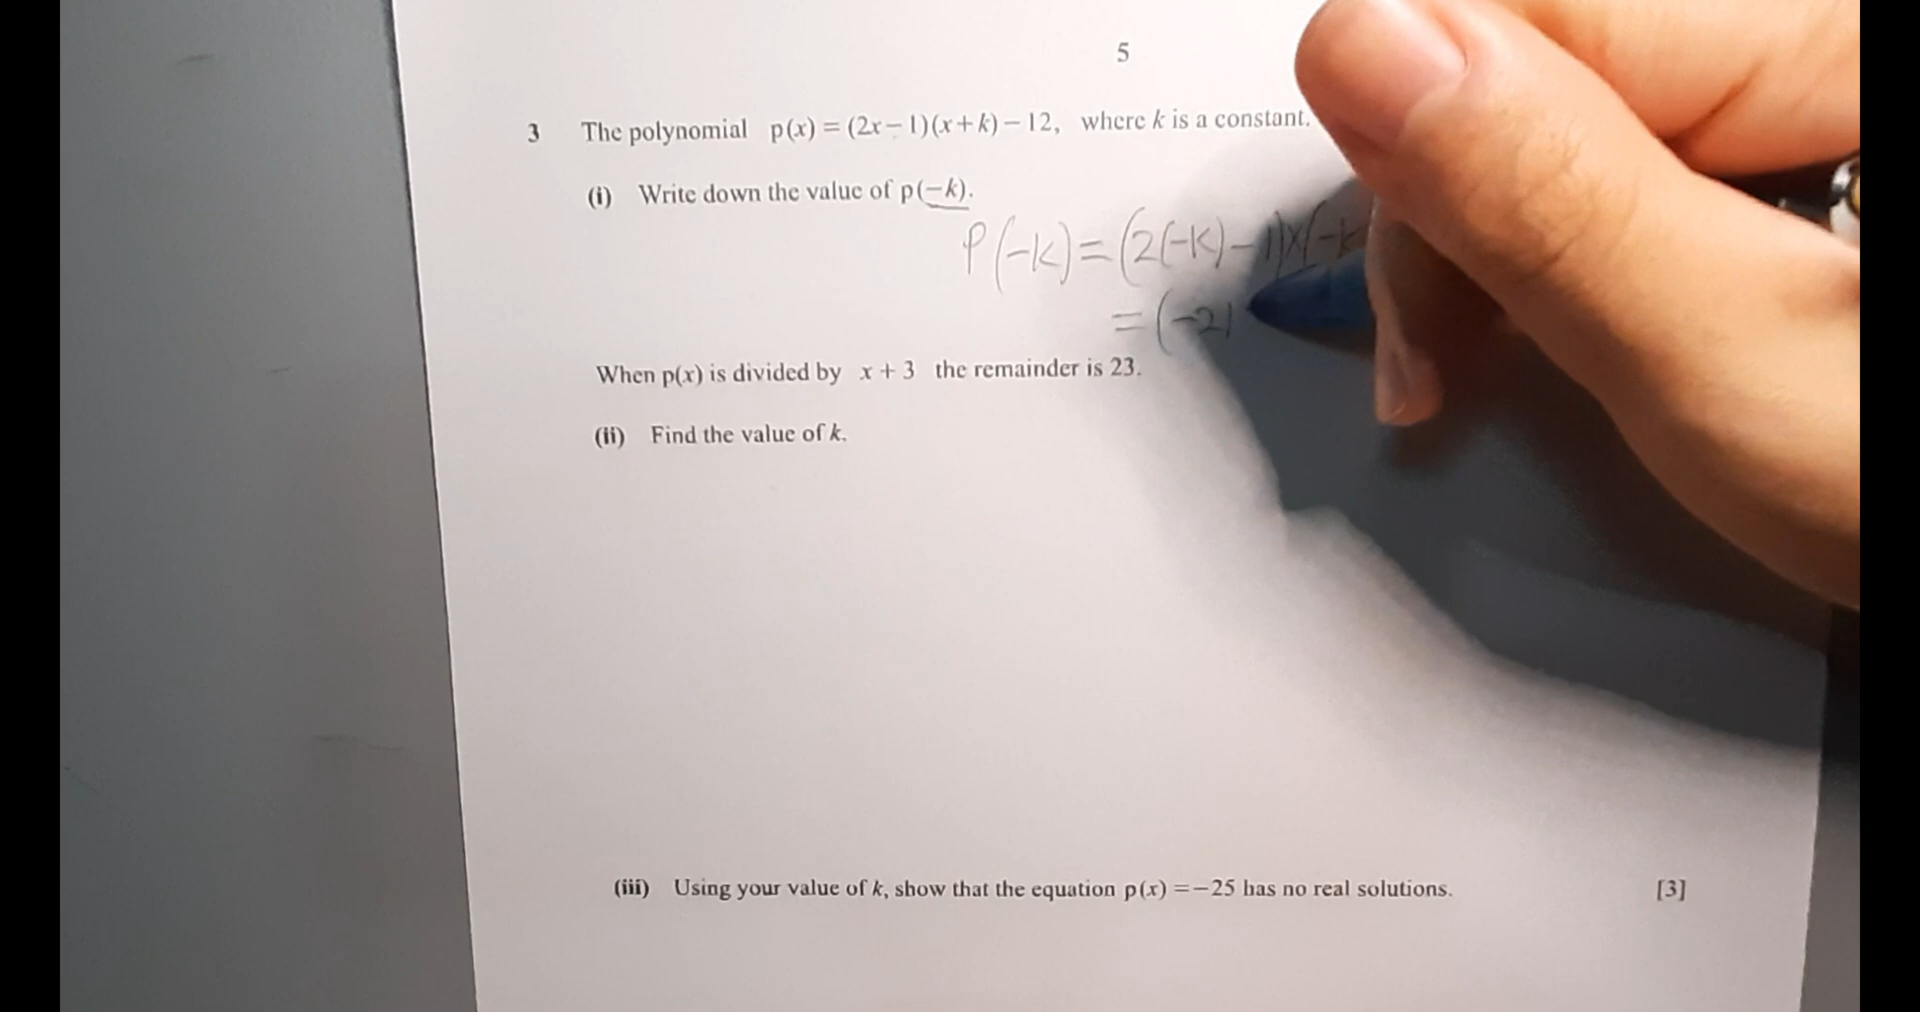 5
3 The polynomial p(x) = (2x − 1)(x + k) − 12, where k is a constant.
(i) Write down the value of p(−k).
P(-k) = (2(-k) - 1)x(-k
= (-2
When p(x) is divided by x + 3 the remainder is 23.
(ii) Find the value of k.
(iii) Using your value of k, show that the equation p(x) = −25 has no real solutions. [3]